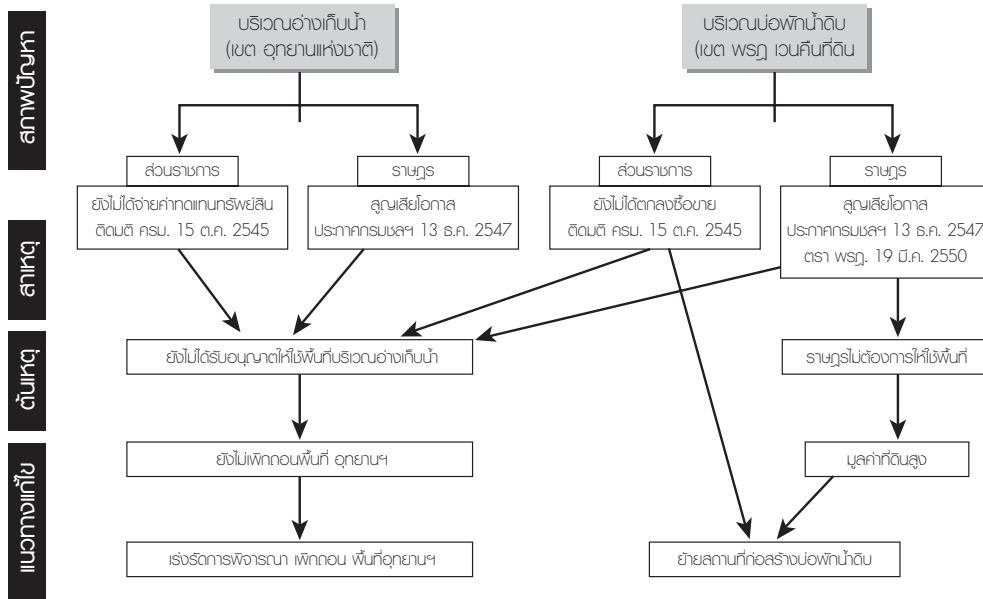 บริเวณอ่างเก็บน้ำ
(เขต อุทยานแห่งชาติ)
บริเวณบ่อพักน้ำดิบ
(เขต พรฎ เวนคืนที่ดิน
สภาพปัญหา
ส่วนราชการ
ราษฎร
ส่วนราชการ
ราษฎร
ยังไม่ได้จ่ายค่าทดแทนทรัพย์สิน
ติดมติ ครม. 15 ต.ค. 2545
สูญเสียโอกาส
ประกาศกรมชลฯ 13 ธ.ค. 2547
ยังไม่ได้ตกลงซื้อขาย
ติดมติ ครม. 15 ต.ค. 2545
สูญเสียโอกาส
ประกาศกรมชลฯ 13 ธ.ค. 2547
ตรา พรฎ. 19 มี.ค. 2550
สาเหตุ
ต้นเหตุ
ยังไม่ได้รับอนุญาตให้ใช้พื้นที่บริเวณอ่างเก็บน้ำ
ราษฎรไม่ต้องการให้ใช้พื้นที่
แนวทางแก้ไข
ยังไม่เพิกถอนพื้นที่ อุทยานฯ
มูลค่าที่ดินสูง
เร่งรัดการพิจารณา เพิกถอน พื้นที่อุทยานฯ
ย้ายสถานที่ก่อสร้างบ่อพักน้ำดิบ